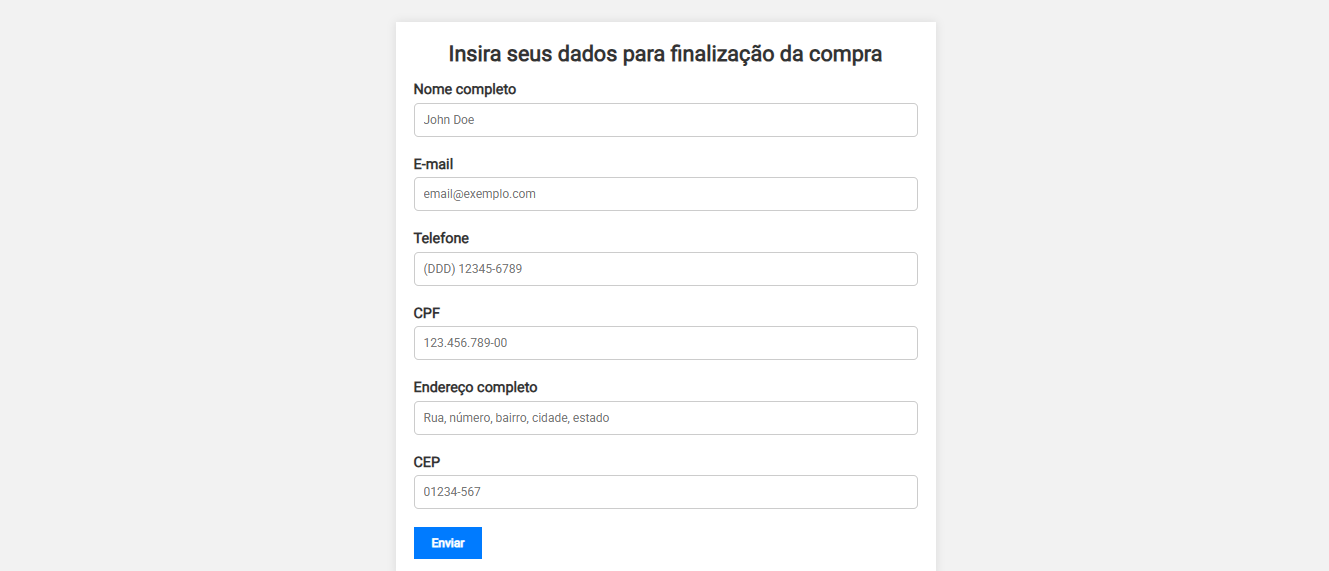 Insira seus dados para finalização da compra
Nome completo
John Doe
E-mail
email@exemplo.com
Telefone
(DDD) 12345-6789
CPF
123.456.789-00
Endereço completo
Rua, número, bairro, cidade, estado
CEP
01234-567
Enviar